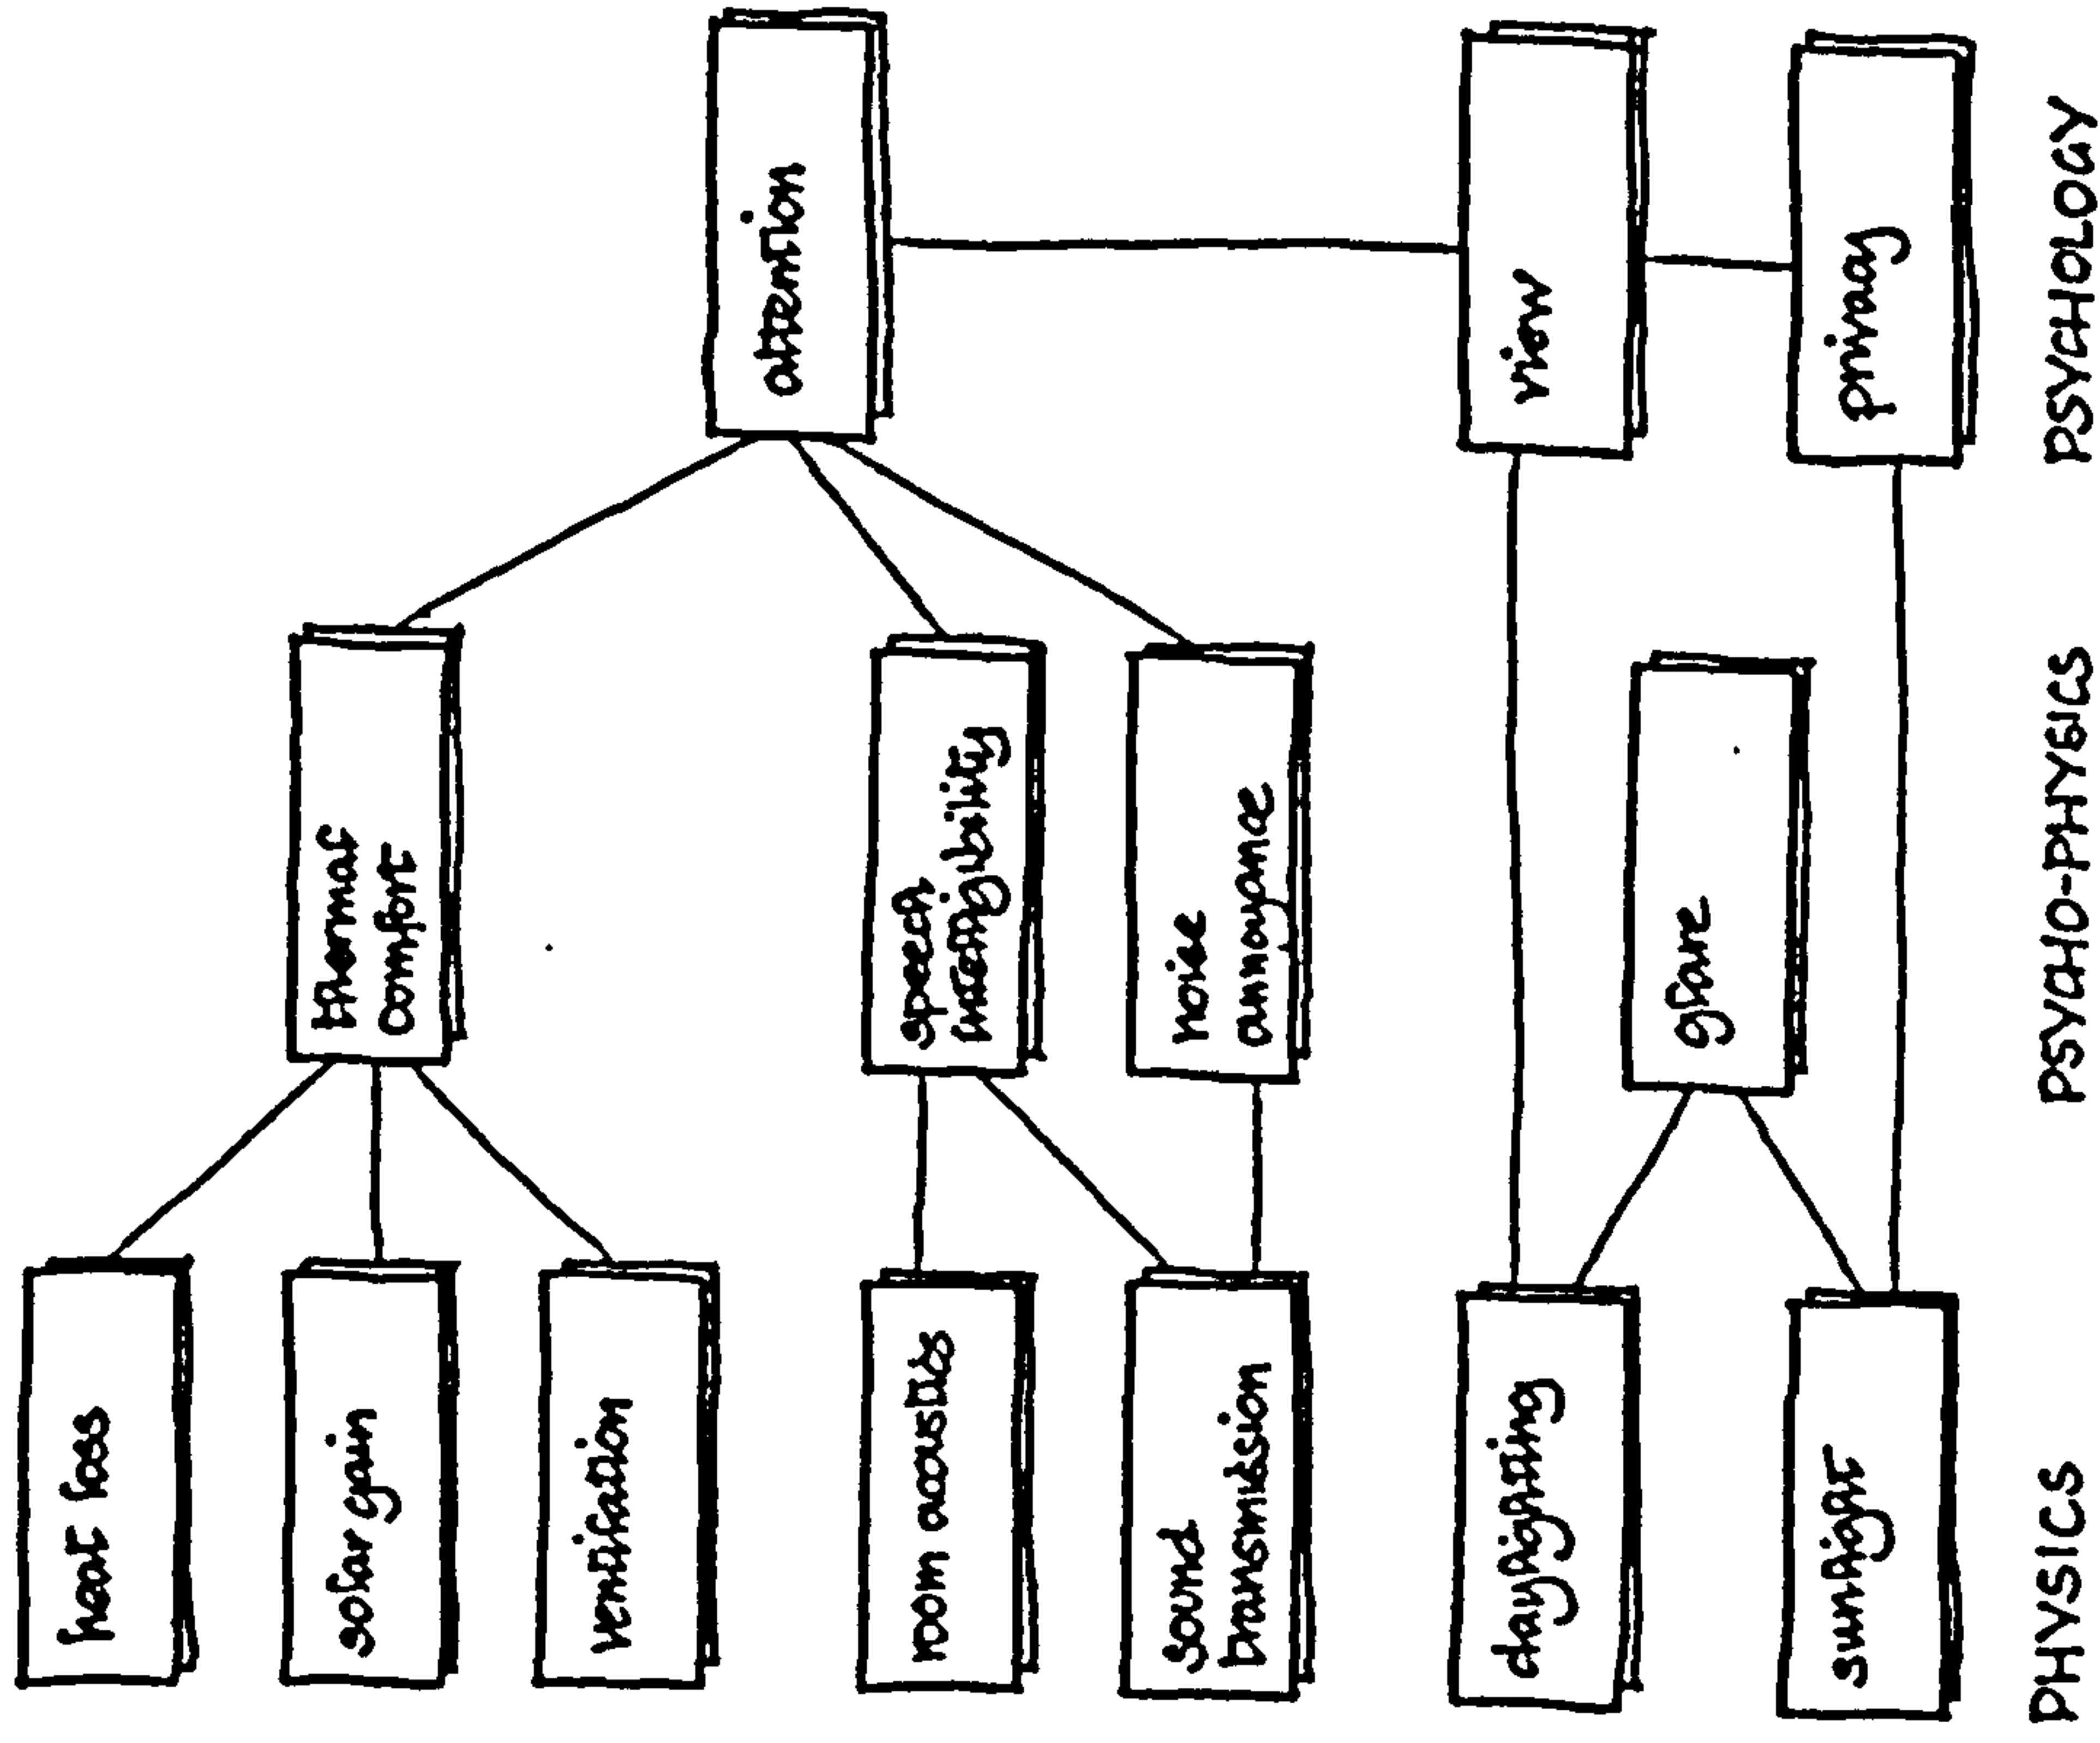 heat loss
solar gain
ventilation
room acoustics
sound
transmission
daylighting
sunlight
PHYSICS
thermal
comfort
speech
intelligibility
noise
annoyance
glare
PSYCHO-PHYSICS
attention
view
privacy
PSYCHOLOGY